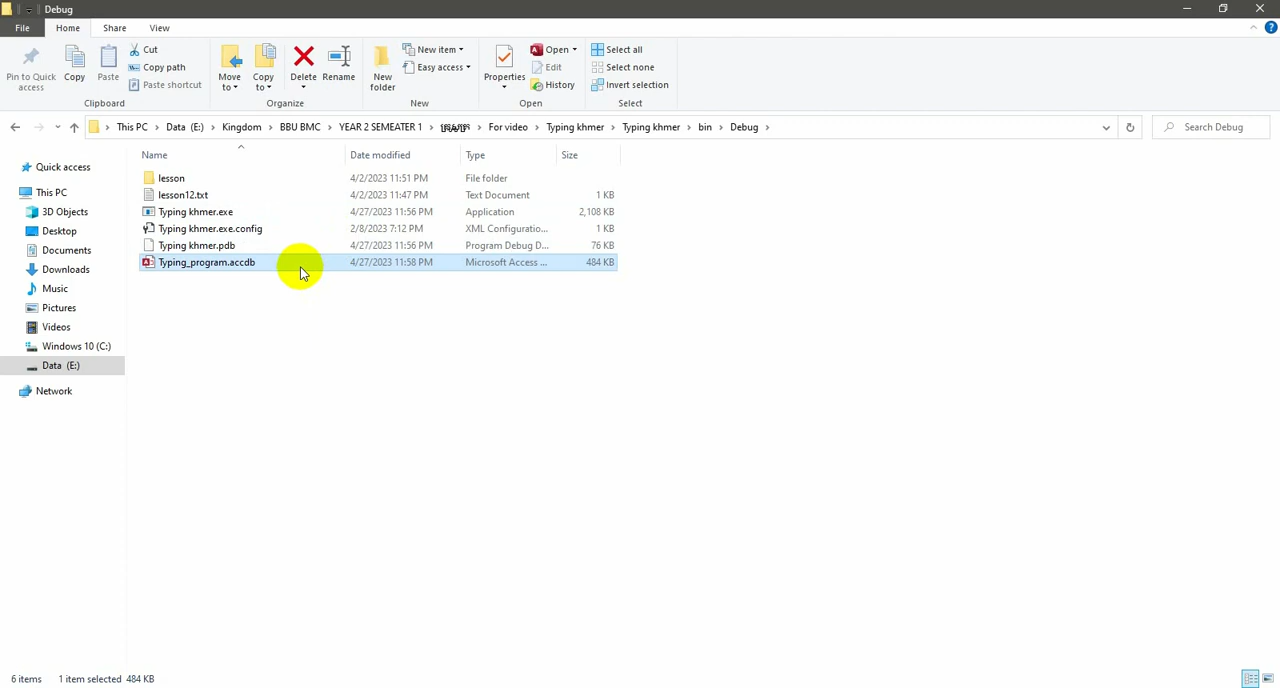 Debug
File Home Share View
Pin to Quick access
Copy
Paste
Cut
Copy path
Paste shortcut
Clipboard
Move to
Copy to
Delete
Rename
Organize
New folder
New item
Easy access
New
Properties
Open
Edit
History
Open
Select all
Select none
Invert selection
Select
This PC › Data (E:) › Kingdom › BBU BMC › YEAR 2 SEMEATER 1 › › For video › Typing khmer › Typing khmer › bin › Debug ›
Search Debug
Quick access
This PC
3D Objects
Desktop
Documents
Downloads
Music
Pictures
Videos
Windows 10 (C:)
Data (E:)
Network
Name Date modified Type Size
lesson 4/2/2023 11:51 PM File folder
lesson12.txt 4/2/2023 11:47 PM Text Document 1 KB
Typing khmer.exe 4/27/2023 11:56 PM Application 2,108 KB
Typing khmer.exe.config 2/8/2023 7:12 PM XML Configuratio... 1 KB
Typing khmer.pdb 4/27/2023 11:56 PM Program Debug D... 76 KB
Typing_program.accdb 4/27/2023 11:58 PM Microsoft Access ... 484 KB
6 items 1 item selected 484 KB